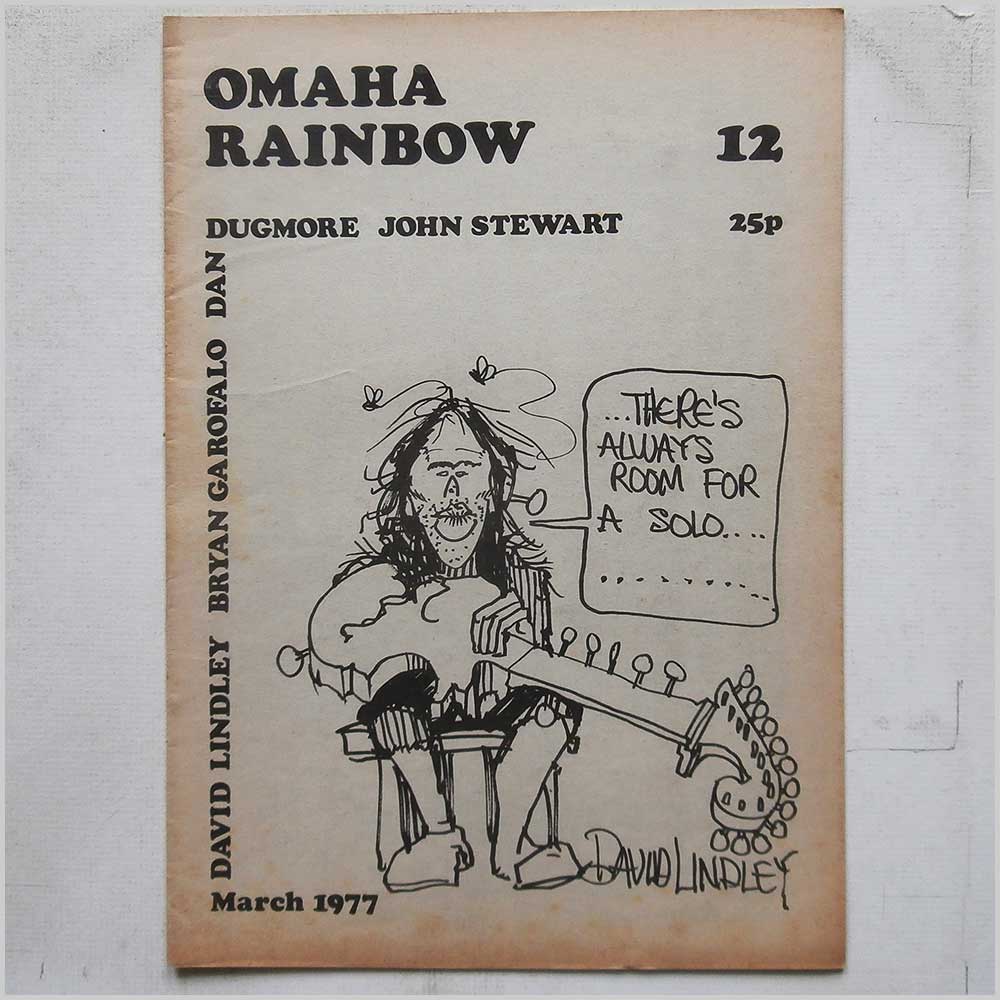 OMAHA
RAINBOW 12
DUGMORE JOHN STEWART 25p
DAVID LINDLEY BRYAN GAROFALO DAN
...THERE'S
ALWAYS
ROOM FOR
A SOLO....
DAVID LINDLEY
March 1977